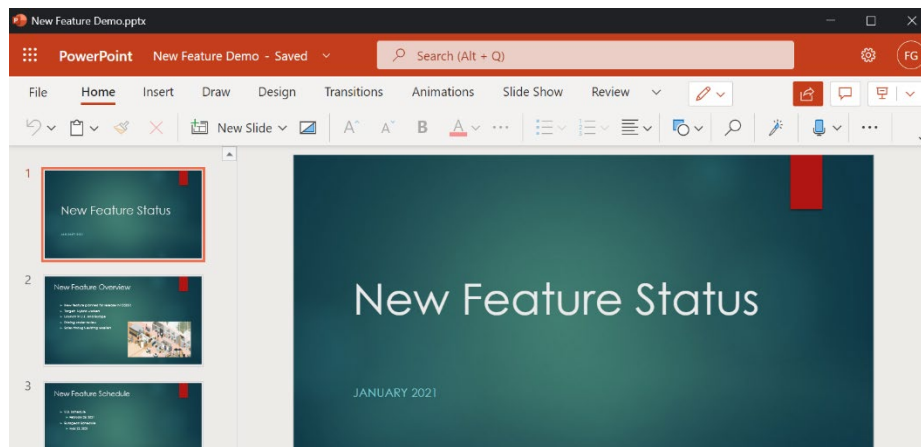 New Feature Demo.pptx
PowerPoint New Feature Demo - Saved Search (Alt + Q) FG
File Home Insert Draw Design Transitions Animations Slide Show Review
New Slide A A B A
1
New Feature Status
JANUARY 2021
2
New Feature Overview
3
New Feature Schedule
New Feature Status
JANUARY 2021